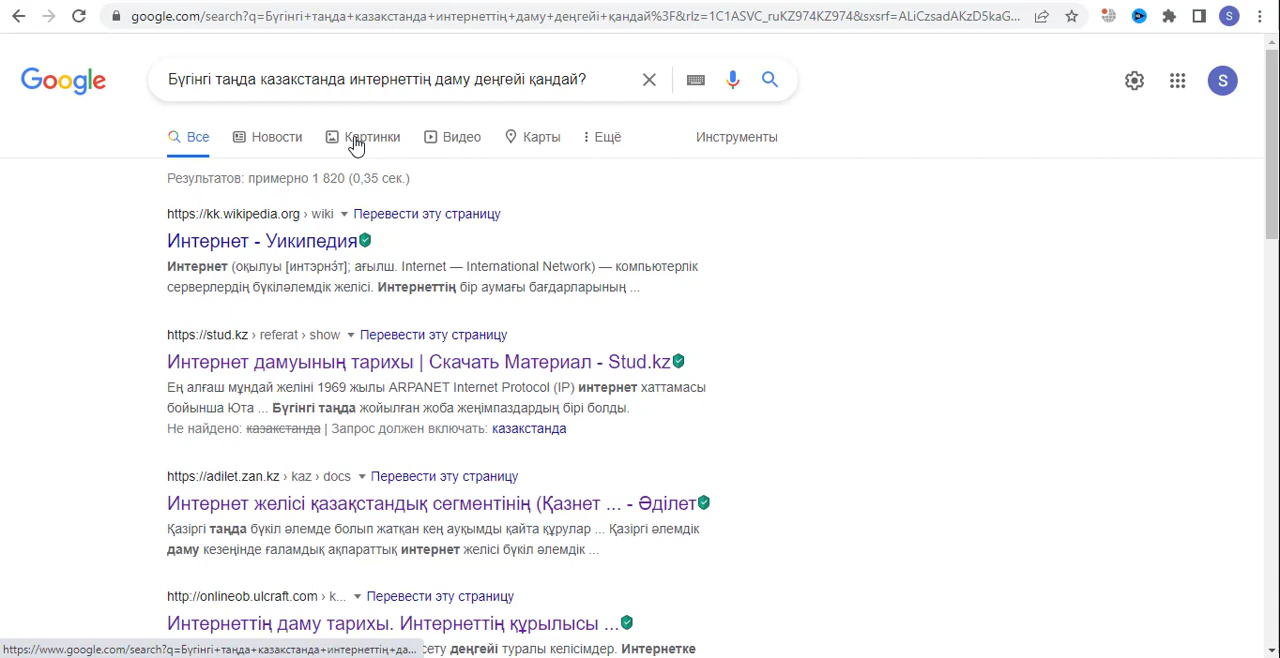 google.com/search?q=Бүгінгі+таңда+казакстанда+интернеттің+даму+деңгейі+қандай%3F&rlz=1C1ASVC_ruKZ974KZ974&sxsrf=ALiCzsadAKzD5kaG...
S
Google
Бүгінгі таңда казакстанда интернеттің даму деңгейі қандай?
S
Все Новости Картинки Видео Карты Ещё Инструменты
Результатов: примерно 1 820 (0,35 сек.)
https://kk.wikipedia.org › wiki Перевести эту страницу
Интернет - Уикипедия
Интернет (оқылуы [интэрнэ́т]; ағылш. Internet — International Network) — компьютерлік
серверлердің бүкіләлемдік желісі. Интернеттің бір аумағы бағдарларының ...
https://stud.kz › referat › show Перевести эту страницу
Интернет дамуының тарихы | Скачать Материал - Stud.kz
Ең алғаш мұндай желіні 1969 жылы ARPANET Internet Protocol (IP) интернет хаттамасы
бойынша Юта ... Бүгінгі таңда жойылған жоба жеңімпаздардың бірі болды.
Не найдено: казакстанда | Запрос должен включать: казакстанда
https://adilet.zan.kz › kaz › docs Перевести эту страницу
Интернет желісі қазақстандық сегментінің (Қазнет ... - Әділет
Қазіргі таңда бүкіл әлемде болып жатқан кең ауқымды қайта құрулар ... Қазіргі әлемдік
даму кезеңінде ғаламдық ақпараттық интернет желісі бүкіл әлемдік ...
http://onlineob.ulcraft.com › k... Перевести эту страницу
Интернеттің даму тарихы. Интернеттің құрылысы ...
https://www.google.com/search?q=Бүгінгі+таңда+казакстанда+интернеттің+да... сету деңгейі туралы келісімдер. Интернетке